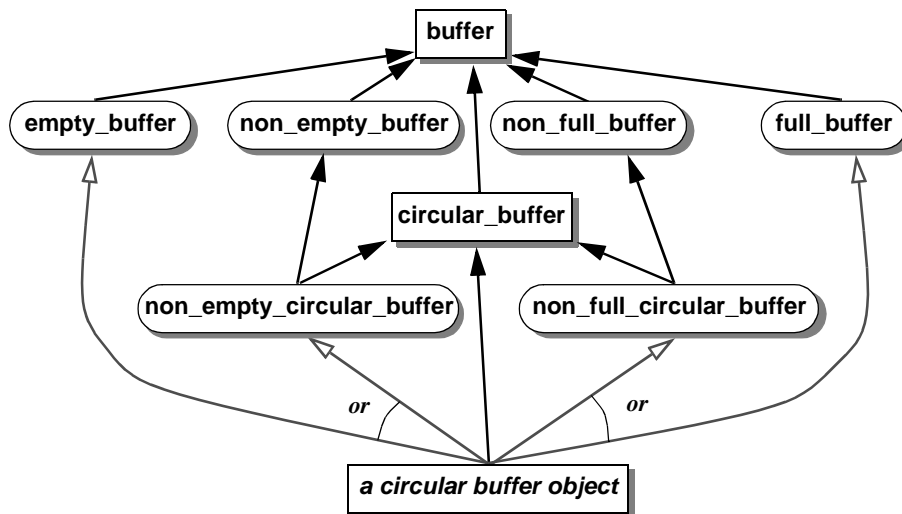 buffer
empty_buffer
non_empty_buffer
non_full_buffer
full_buffer
circular_buffer
non_empty_circular_buffer
non_full_circular_buffer
or
or
a circular buffer object